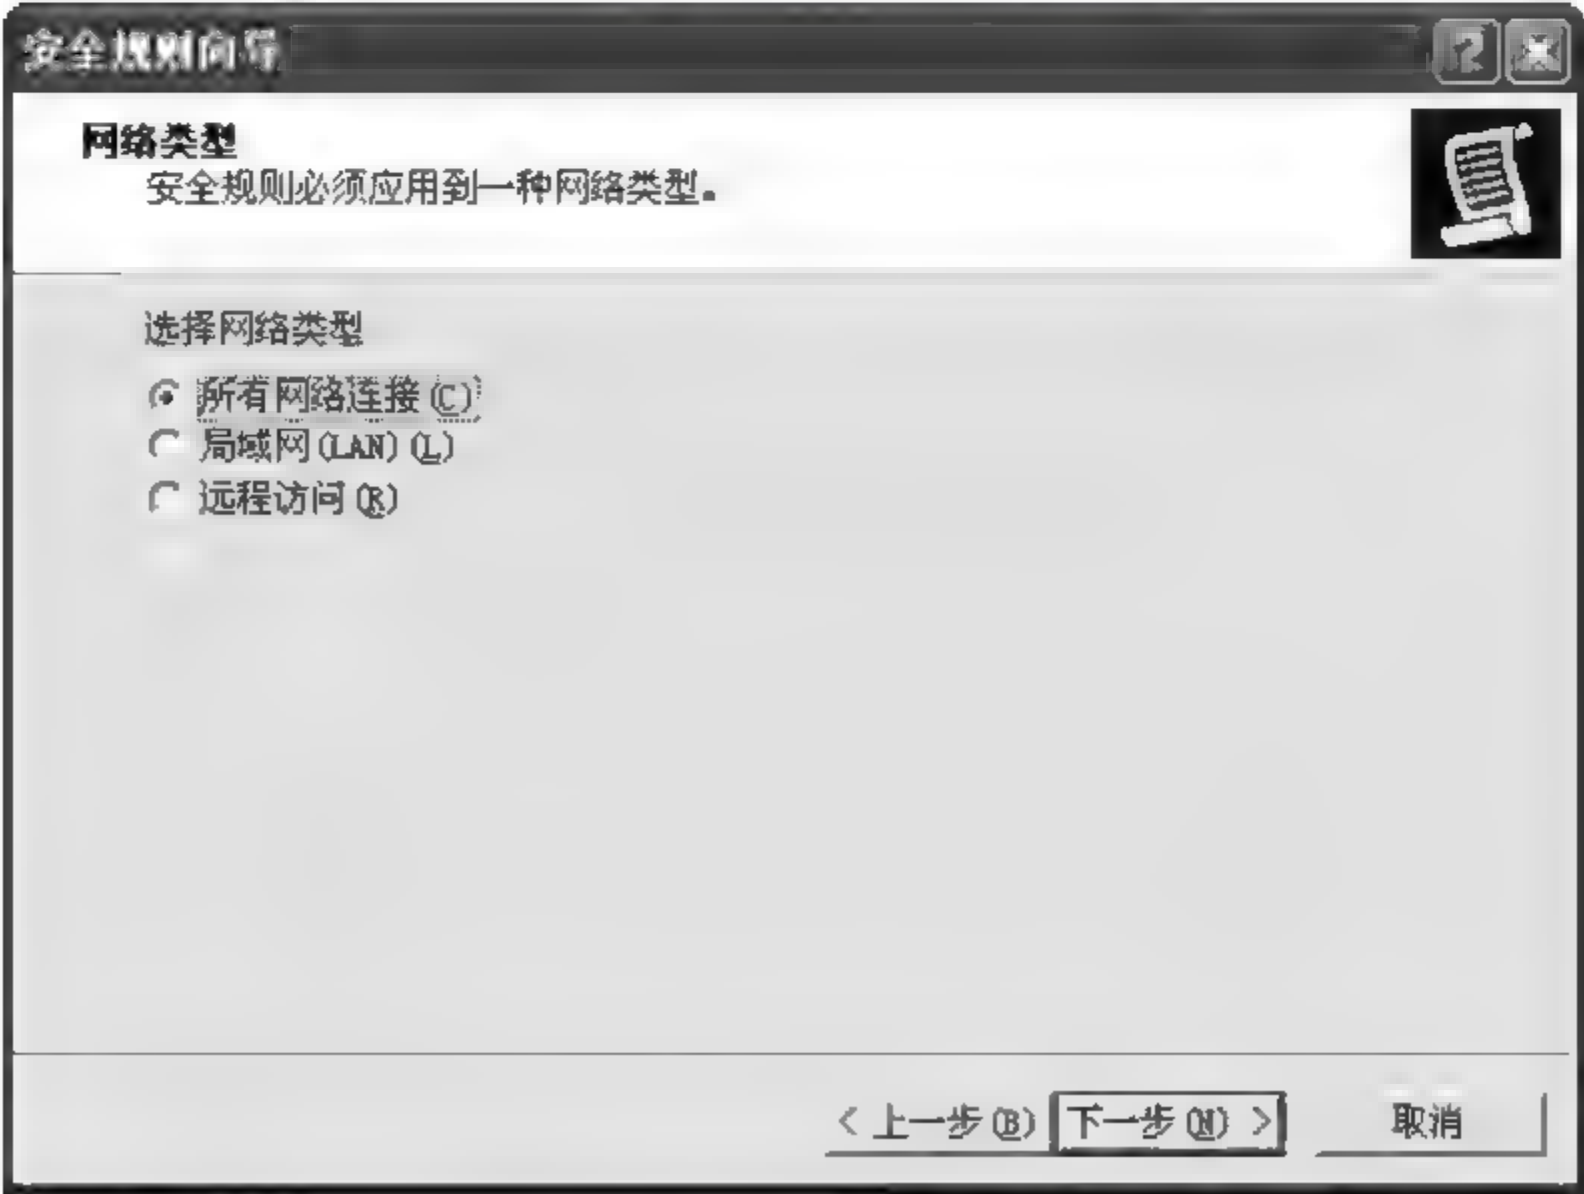 安全规则向导
网络类型
安全规则必须应用到一种网络类型。
选择网络类型
所有网络连接(C)
局域网(LAN)(L)
远程访问(R)
< 上一步(B) 下一步(N) > 取消